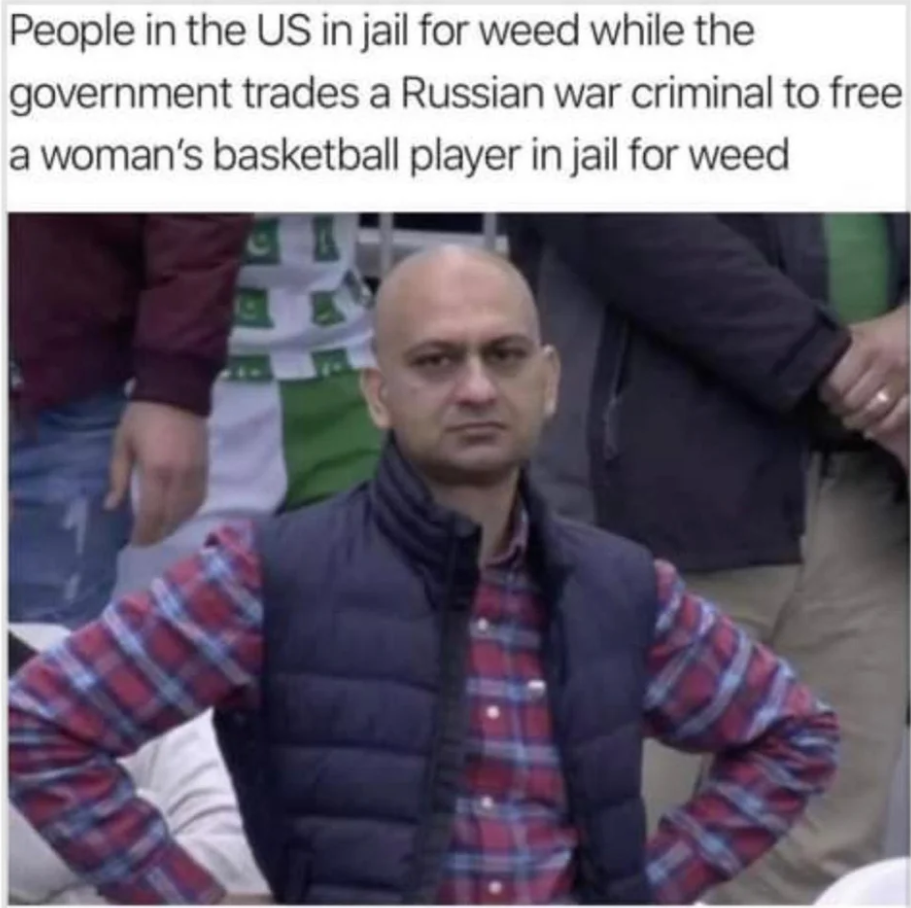 People in the US in jail for weed while the
government trades a Russian war criminal to free
a woman's basketball player in jail for weed